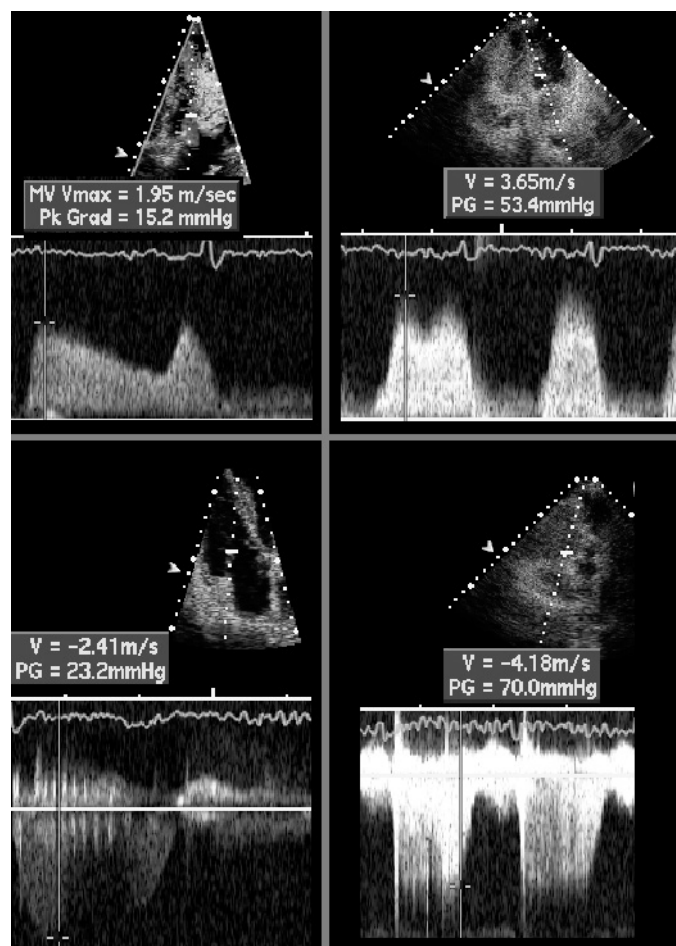 MV Vmax = 1.95 m/sec
Pk Grad = 15.2 mmHg
V = 3.65m/s
PG = 53.4mmHg
V = -2.41m/s
PG = 23.2mmHg
V = -4.18m/s
PG = 70.0mmHg